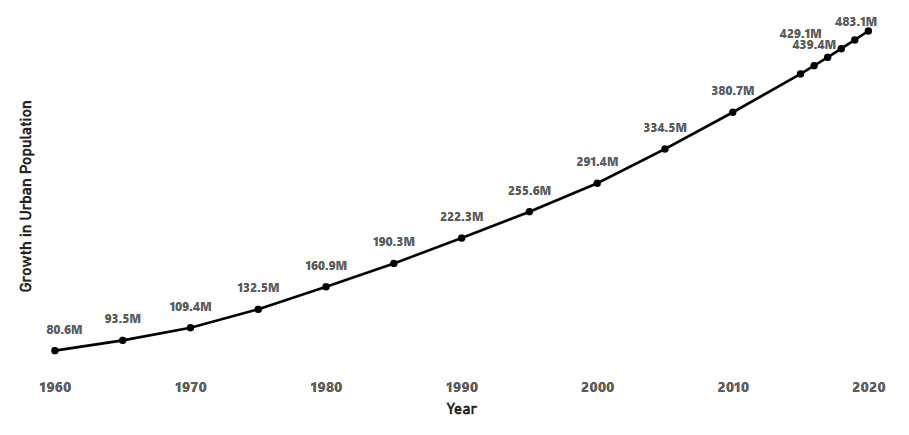 483.1M
429.1M
439.4M
380.7M
334.5M
291.4M
255.6M
222.3M
190.3M
160.9M
132.5M
109.4M
93.5M
80.6M
Growth in Urban Population
1960 1970 1980 1990 2000 2010 2020
Year